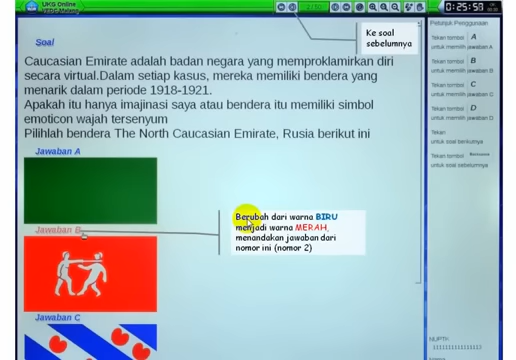 UKG Online
0:25:58
Ke soal
sebelumnya
Soal
Caucasian Emirate adalah badan negara yang memproklamirkan diri
secara virtual.Dalam setiap kasus, mereka memiliki bendera yang
menarik dalam periode 1918-1921.
Apakah itu hanya imajinasi saya atau bendera itu memiliki simbol
emoticon wajah tersenyum
Pilihlah bendera The North Caucasian Emirate, Rusia berikut ini
Jawaban A
Jawaban B
Berubah dari warna BIRU
menjadi warna MERAH,
menandakan jawaban dari
nomor ini (nomor 2)
Jawaban C
Petunjuk Penggunaan
Tekan tombol A
untuk memilih jawaban A
Tekan tombol B
untuk memilih jawaban B
Tekan tombol C
untuk memilih jawaban C
Tekan tombol D
untuk memilih jawaban D
Tekan
untuk soal berikutnya
Tekan tombol
untuk soal sebelumnya
NUPTK